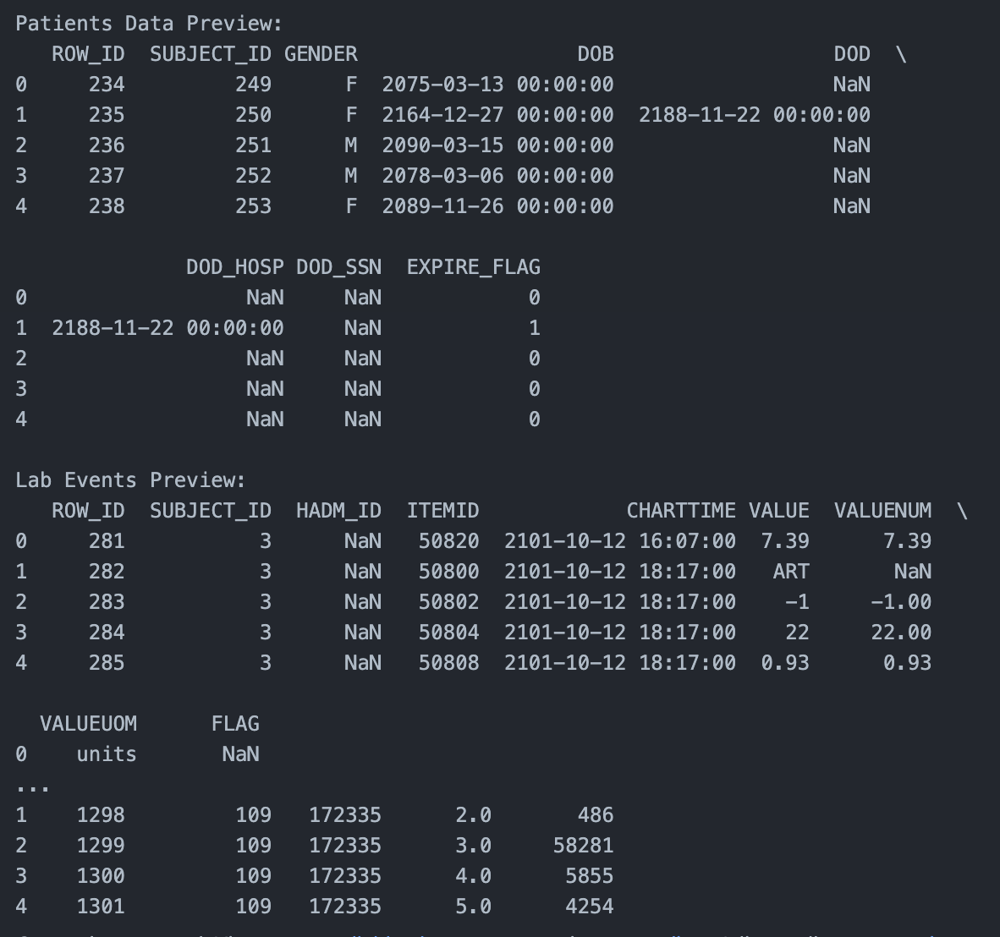 Patients Data Preview:
   ROW_ID  SUBJECT_ID GENDER                  DOB                  DOD  \
0     234         249      F  2075-03-13 00:00:00                  NaN
1     235         250      F  2164-12-27 00:00:00  2188-11-22 00:00:00
2     236         251      M  2090-03-15 00:00:00                  NaN
3     237         252      M  2078-03-06 00:00:00                  NaN
4     238         253      F  2089-11-26 00:00:00                  NaN

              DOD_HOSP DOD_SSN  EXPIRE_FLAG
0                  NaN     NaN            0
1  2188-11-22 00:00:00     NaN            1
2                  NaN     NaN            0
3                  NaN     NaN            0
4                  NaN     NaN            0

Lab Events Preview:
   ROW_ID  SUBJECT_ID  HADM_ID  ITEMID            CHARTTIME VALUE  VALUENUM  \
0     281           3      NaN   50820  2101-10-12 16:07:00  7.39      7.39
1     282           3      NaN   50800  2101-10-12 18:17:00   ART       NaN
2     283           3      NaN   50802  2101-10-12 18:17:00    -1     -1.00
3     284           3      NaN   50804  2101-10-12 18:17:00    22     22.00
4     285           3      NaN   50808  2101-10-12 18:17:00  0.93      0.93

  VALUEUOM      FLAG
0    units       NaN
...
1    1298         109   172335      2.0       486
2    1299         109   172335      3.0     58281
3    1300         109   172335      4.0      5855
4    1301         109   172335      5.0      4254